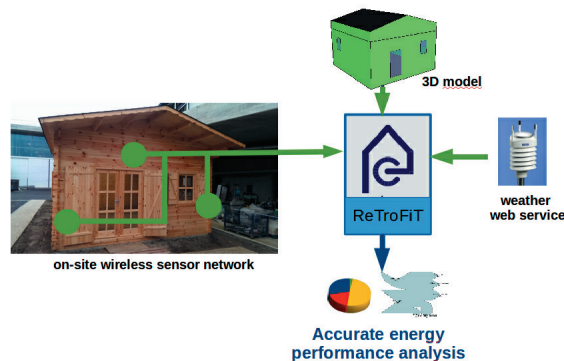 3D model
ReTroFiT
weather
web service
on-site wireless sensor network
Accurate energy
performance analysis